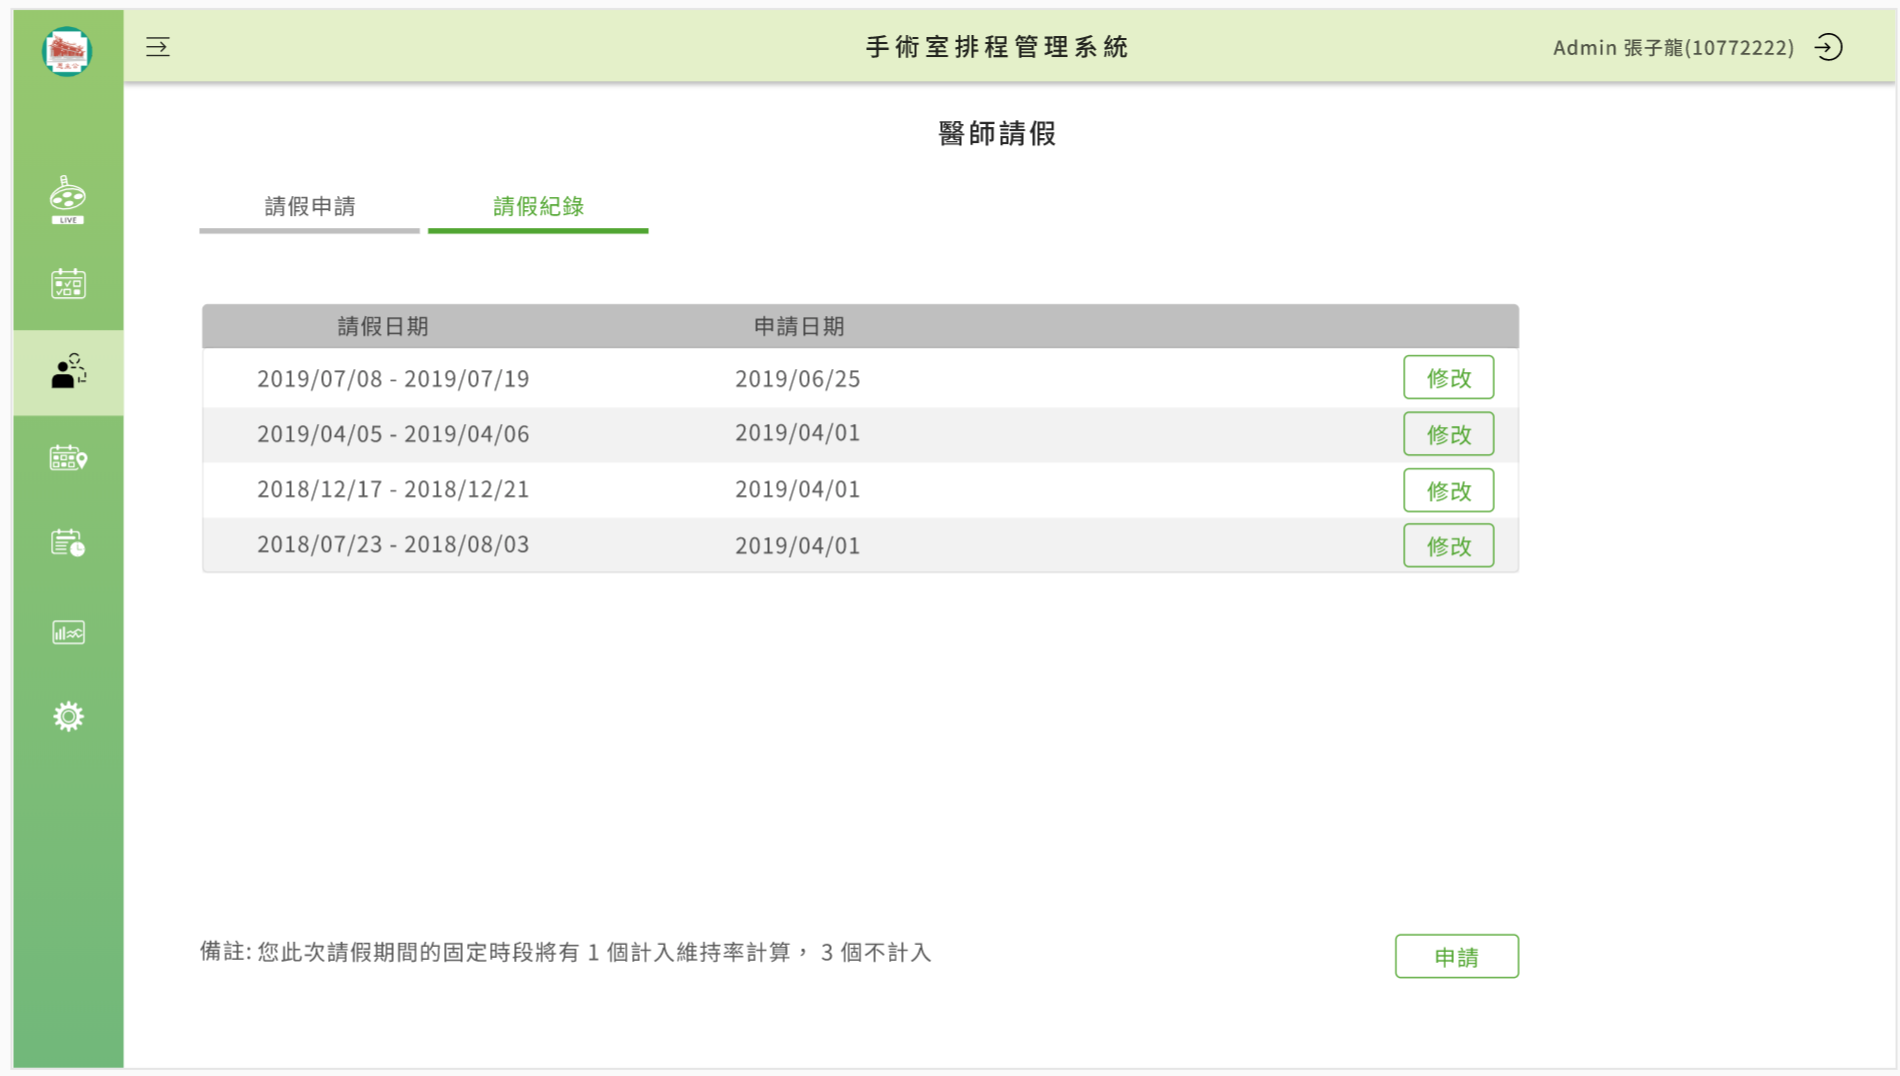 手術室排程管理系統
Admin 張子龍(10772222)
恩主公
醫師請假
LIVE
請假申請
請假紀錄
請假日期
申請日期
2019/07/08 - 2019/07/19
2019/06/25
修改
2019/04/05 - 2019/04/06
2019/04/01
修改
2018/12/17 - 2018/12/21
2019/04/01
修改
2018/07/23 - 2018/08/03
2019/04/01
修改
備註: 您此次請假期間的固定時段將有 1 個計入維持率計算， 3 個不計入
申請